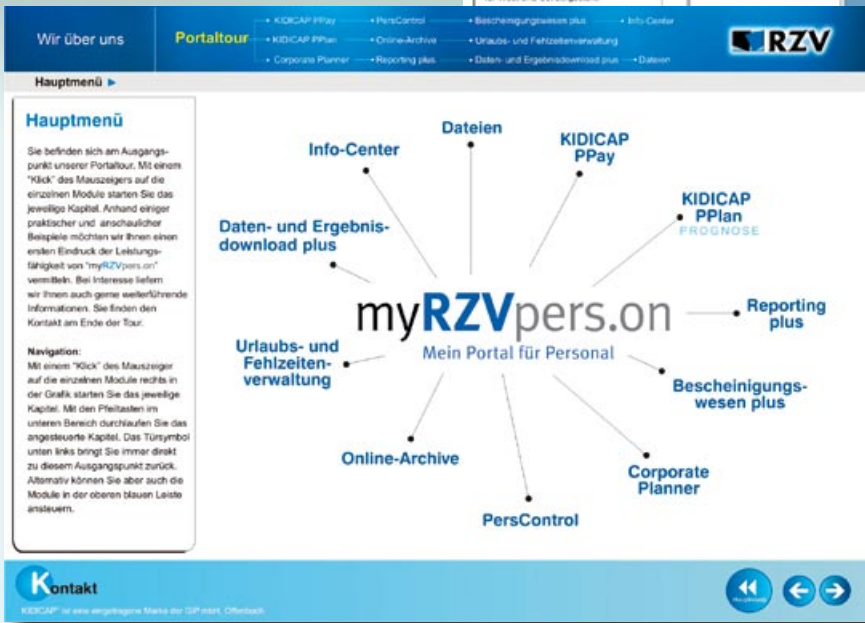 Wir über uns
Portaltour
• KIDICAP PPay • PersControl • Bescheinigungswesen plus • Info-Center
• KIDICAP PPlan • Online-Archive • Urlaubs- und Fehlzeitenverwaltung
• Corporate Planner • Reporting plus • Daten- und Ergebnisdownload plus • Dateien
RZV
Hauptmenü ►
Hauptmenü
Sie befinden sich am Ausgangs-
punkt unserer Portaltour. Mit einem
"Klick" des Mauszeigers auf die
einzelnen Module starten Sie das
jeweilige Kapitel. Anhand einiger
praktischer und anschaulicher
Beispiele möchten wir Ihnen einen
ersten Eindruck der Leistungs-
fähigkeit von "myRZVpers.on"
vermitteln. Bei Interesse liefern
wir Ihnen auch gerne weiterführende
Informationen. Sie finden den
Kontakt am Ende der Tour.
Navigation:
Mit einem "Klick" des Mauszeiger
auf die einzelnen Module rechts in
der Grafik starten Sie das jeweilige
Kapitel. Mit den Pfeiltasten im
unteren Bereich durchlaufen Sie das
angesteuerte Kapitel. Das Türsymbol
unten links bringt Sie immer direkt
zu diesem Ausgangspunkt zurück.
Alternativ können Sie aber auch die
Module in der oberen blauen Leiste
ansteuern.
Dateien
Info-Center
KIDICAP
PPay
KIDICAP
PPlan
PROGNOSE
Daten- und Ergebnis-
download plus
myRZVpers.on
Mein Portal für Personal
Reporting
plus
Urlaubs- und
Fehlzeiten-
verwaltung
Bescheinigungs-
wesen plus
Online-Archive
Corporate
Planner
PersControl
Kontakt
KIDICAP® ist eine eingetragene Marke der GIP mbH, Offenbach